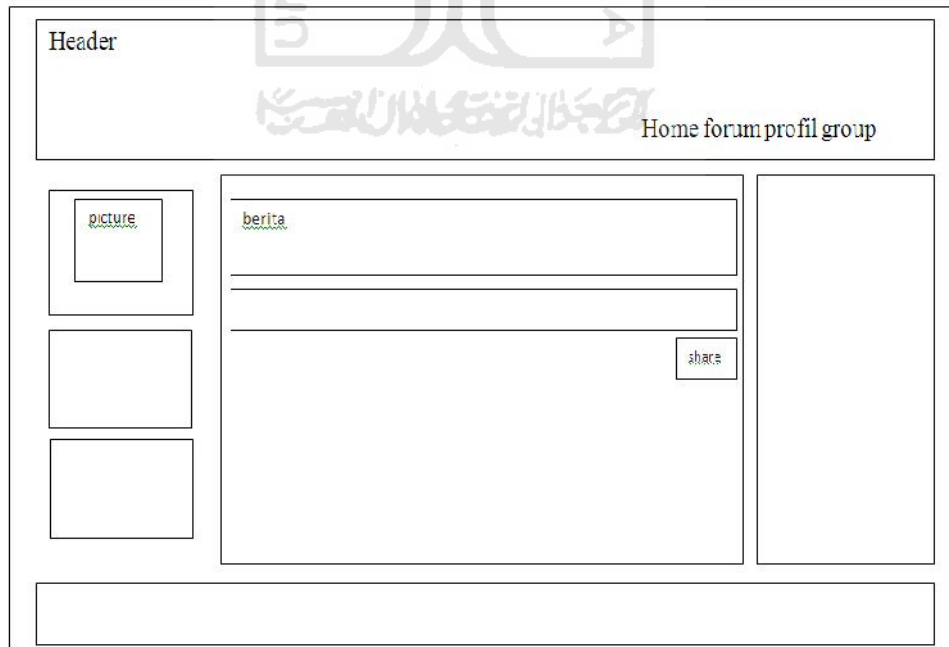 Header
Home forum profil group
picture
berita
share